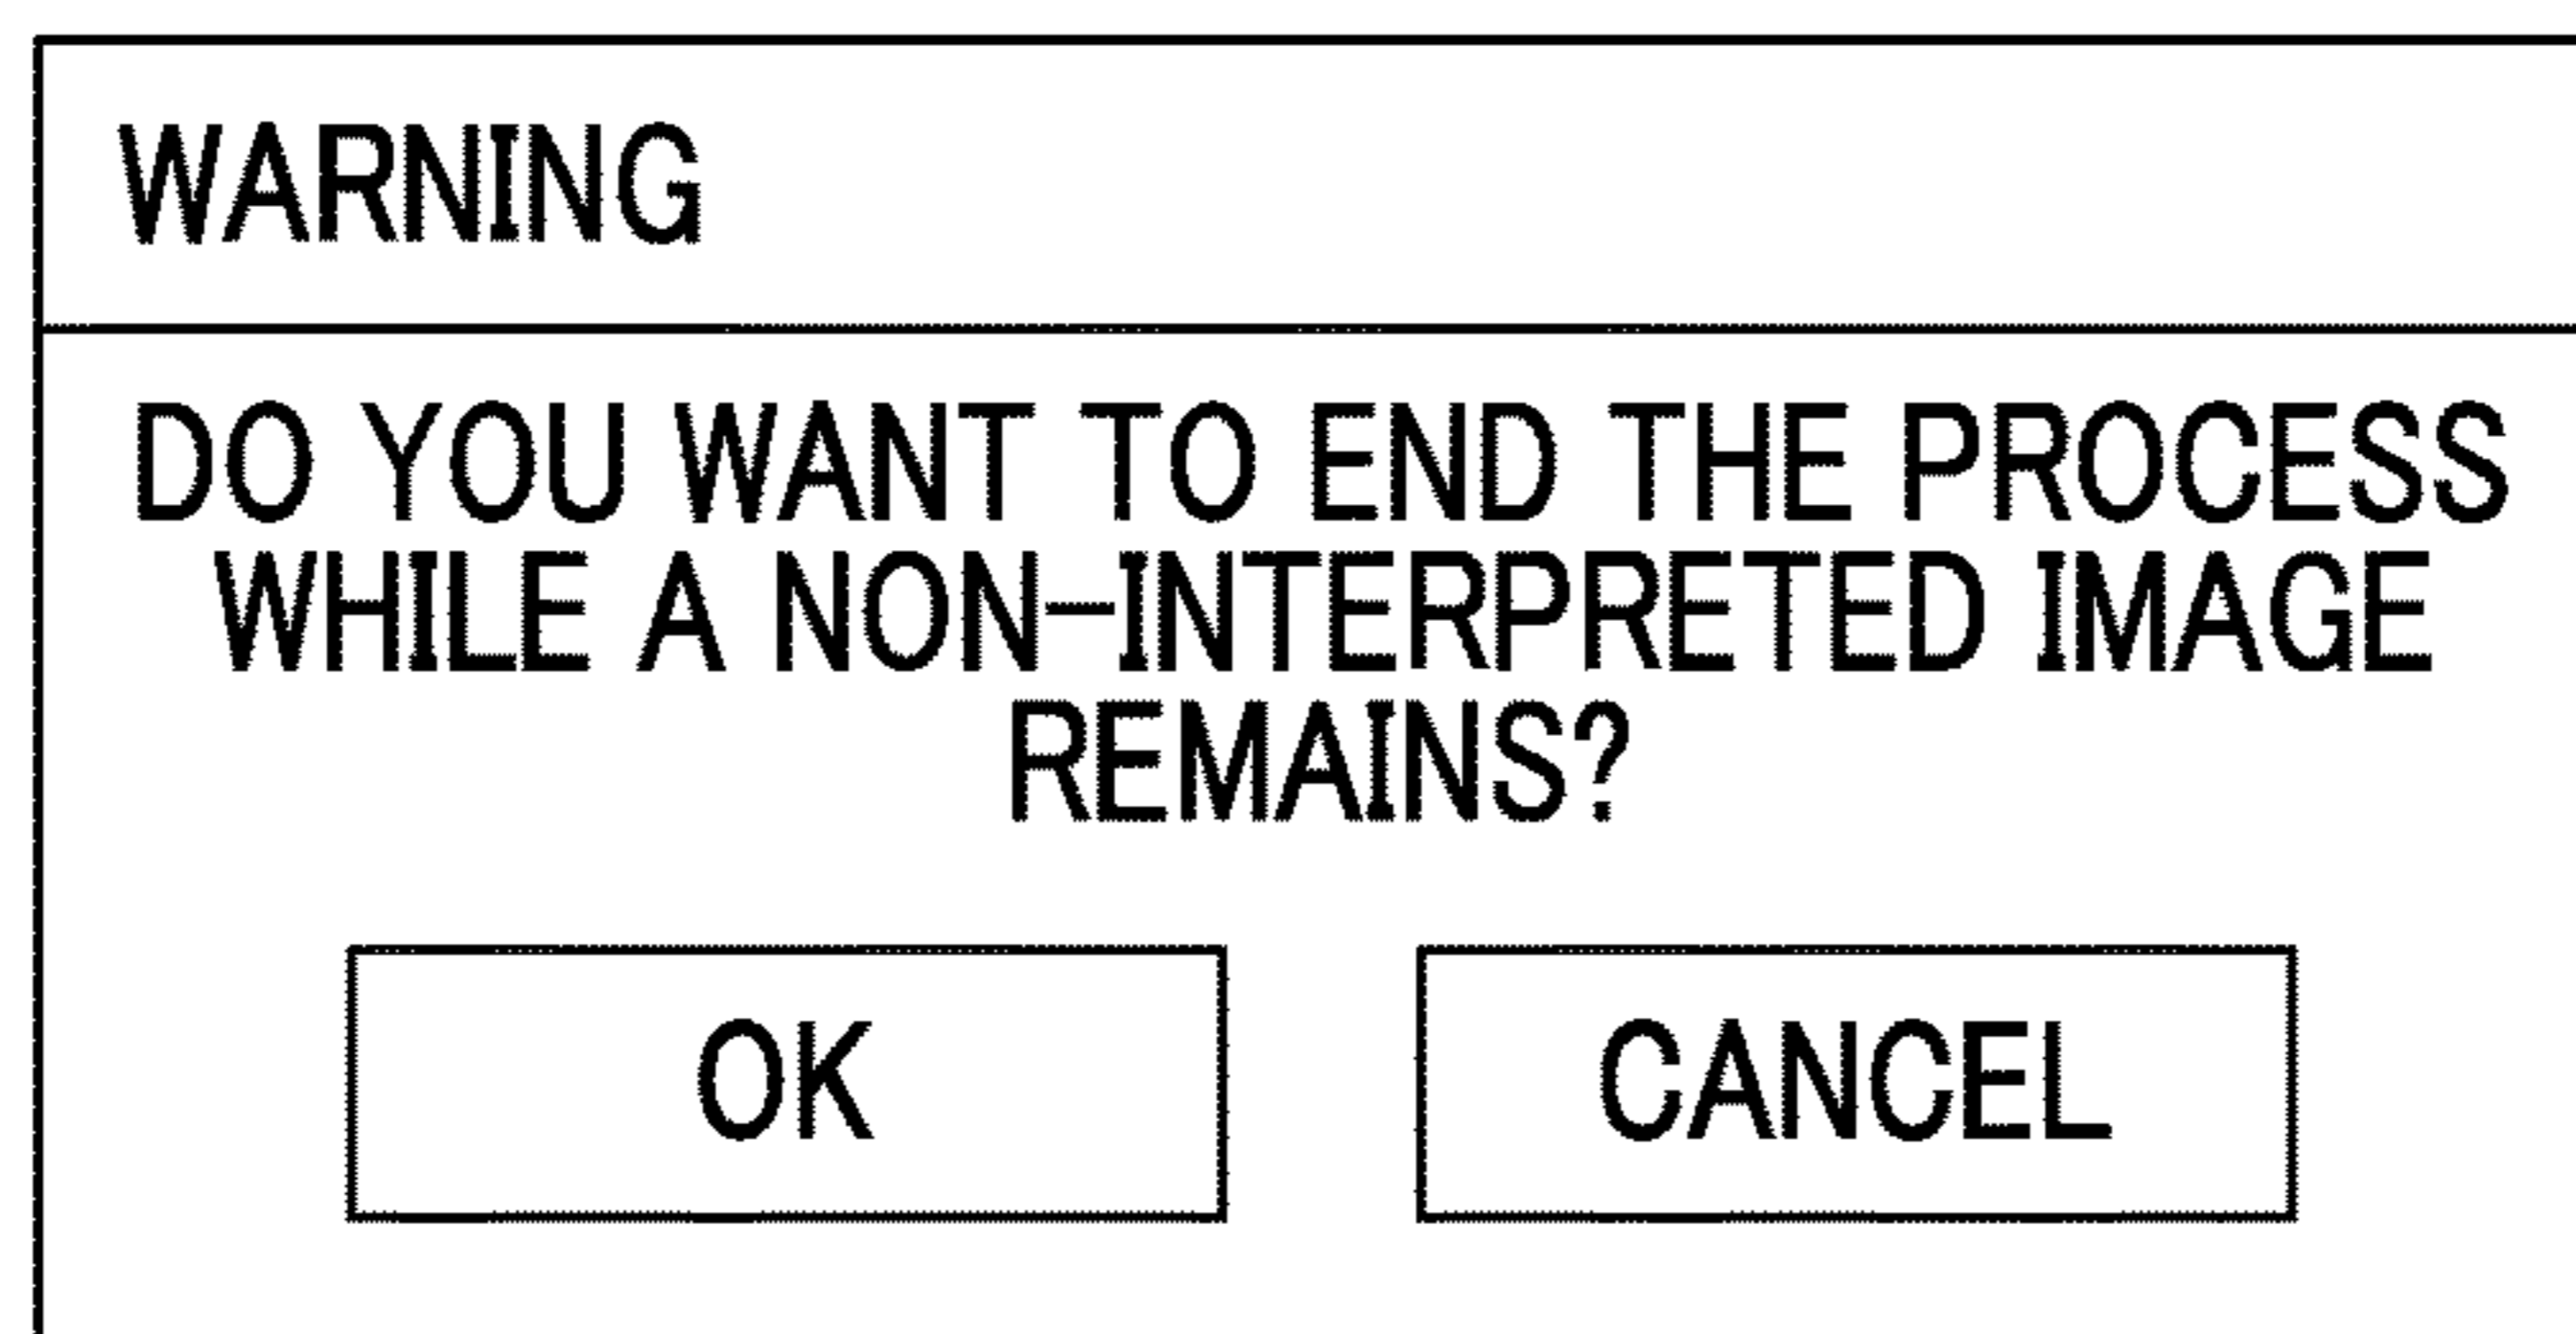 WARNING
DO YOU WANT TO END THE PROCESS
WHILE A NON-INTERPRETED IMAGE
REMAINS?
OK
CANCEL